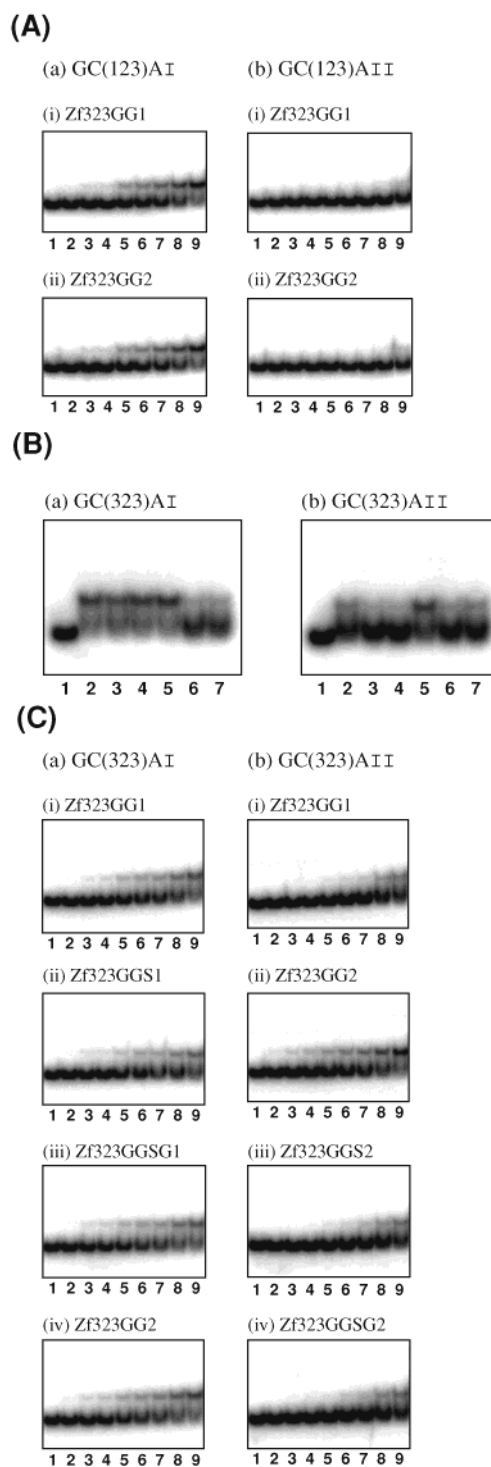 (A)
(a) GC(123)AI (b) GC(123)AII
(i) Zf323GG1 (i) Zf323GG1
1 2 3 4 5 6 7 8 9 1 2 3 4 5 6 7 8 9
(ii) Zf323GG2 (ii) Zf323GG2
1 2 3 4 5 6 7 8 9 1 2 3 4 5 6 7 8 9
(B)
(a) GC(323)AI (b) GC(323)AII
1 2 3 4 5 6 7 1 2 3 4 5 6 7
(C)
(a) GC(323)AI (b) GC(323)AII
(i) Zf323GG1 (i) Zf323GG1
1 2 3 4 5 6 7 8 9 1 2 3 4 5 6 7 8 9
(ii) Zf323GGS1 (ii) Zf323GG2
1 2 3 4 5 6 7 8 9 1 2 3 4 5 6 7 8 9
(iii) Zf323GGSG1 (iii) Zf323GGS2
1 2 3 4 5 6 7 8 9 1 2 3 4 5 6 7 8 9
(iv) Zf323GG2 (iv) Zf323GGSG2
1 2 3 4 5 6 7 8 9 1 2 3 4 5 6 7 8 9